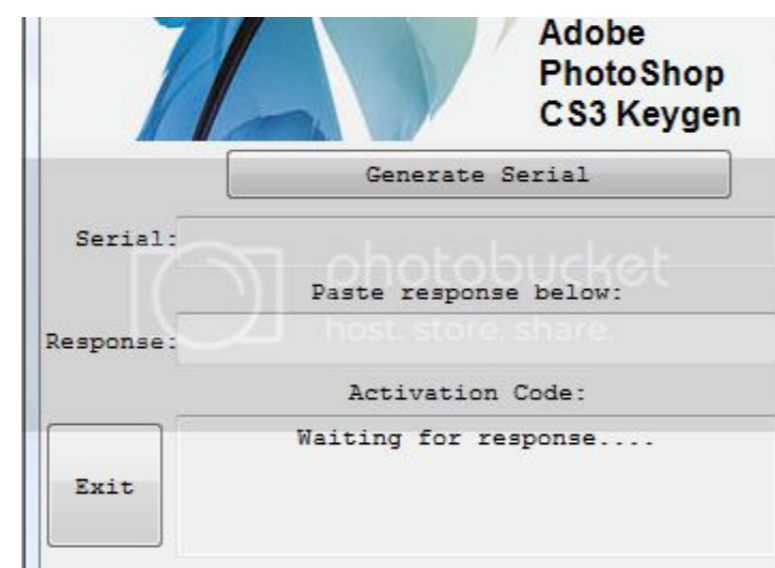 Adobe
PhotoShop
CS3 Keygen
Generate Serial
Serial:
photobucket
Paste response below:
host. store. share.
Response:
Activation Code:
Waiting for response....
Exit